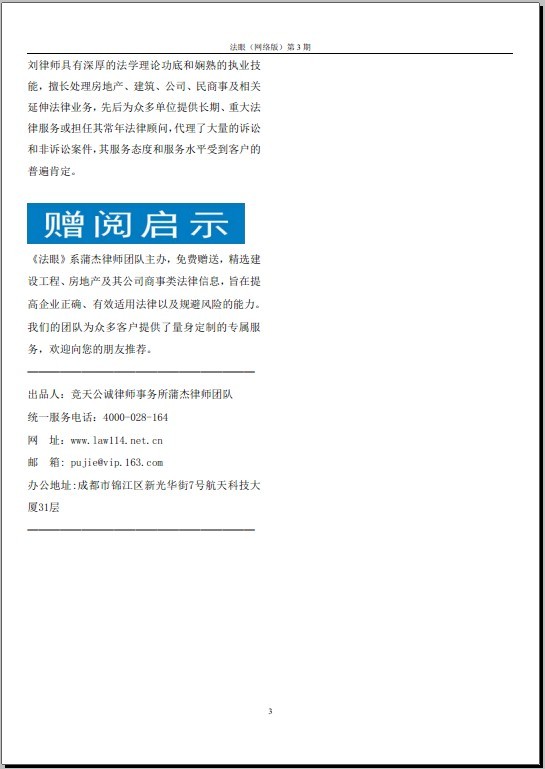 法眼（网络版）第 3 期
刘律师具有深厚的法学理论功底和娴熟的执业技
能，擅长处理房地产、建筑、公司、民商事及相关
延伸法律业务，先后为众多单位提供长期、重大法
律服务或担任其常年法律顾问，代理了大量的诉讼
和非诉讼案件，其服务态度和服务水平受到客户的
普遍肯定。
赠阅启示
《法眼》系蒲杰律师团队主办，免费赠送，精选建
设工程、房地产及其公司商事类法律信息，旨在提
高企业正确、有效适用法律以及规避风险的能力。
我们的团队为众多客户提供了量身定制的专属服
务，欢迎向您的朋友推荐。
出品人：竞天公诚律师事务所蒲杰律师团队
统一服务电话：4000-028-164
网　址：www.law114.net.cn
邮　箱: pujie@vip.163.com
办公地址:成都市锦江区新光华街7号航天科技大
厦31层
3